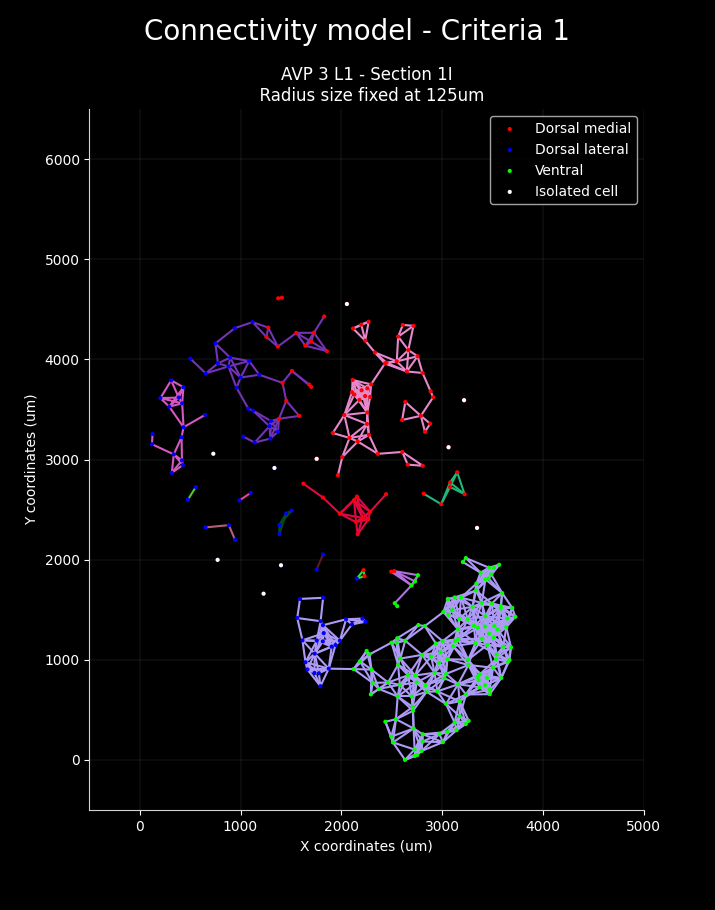 Connectivity model - Criteria 1
AVP 3 L1 - Section 1I
Radius size fixed at 125um
Dorsal medial
Dorsal lateral
Ventral
Isolated cell
6000
5000
4000
3000
2000
1000
0
Y coordinates (um)
0 1000 2000 3000 4000 5000
X coordinates (um)